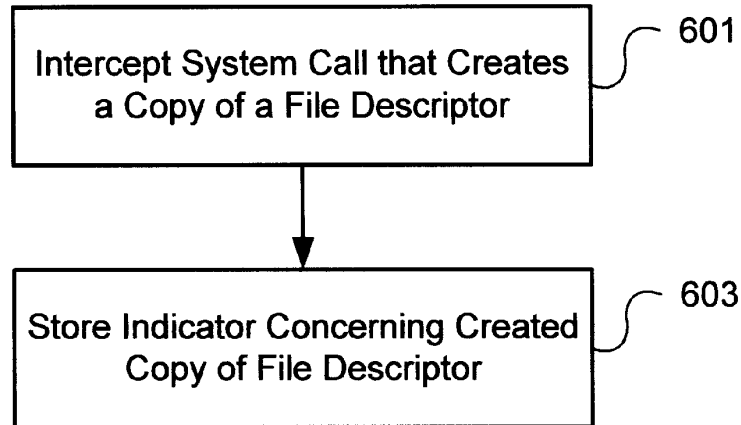 Intercept System Call that Creates
a Copy of a File Descriptor
601
Store Indicator Concerning Created
Copy of File Descriptor
603